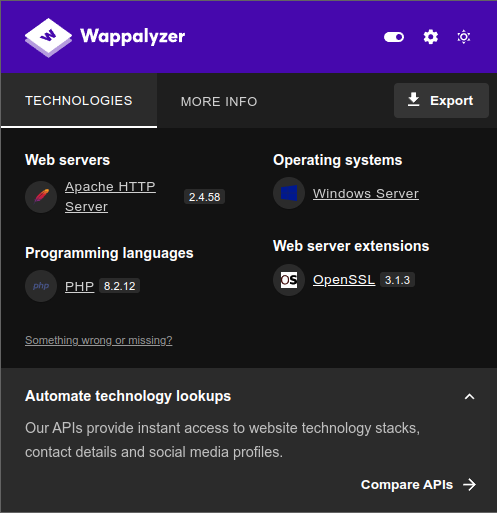 Wappalyzer
TECHNOLOGIES
MORE INFO
Export
Web servers
Apache HTTP
Server
2.4.58
Programming languages
php
PHP 8.2.12
Operating systems
Windows Server
Web server extensions
OS
OpenSSL 3.1.3
Something wrong or missing?
Automate technology lookups
Our APIs provide instant access to website technology stacks,
contact details and social media profiles.
Compare APIs